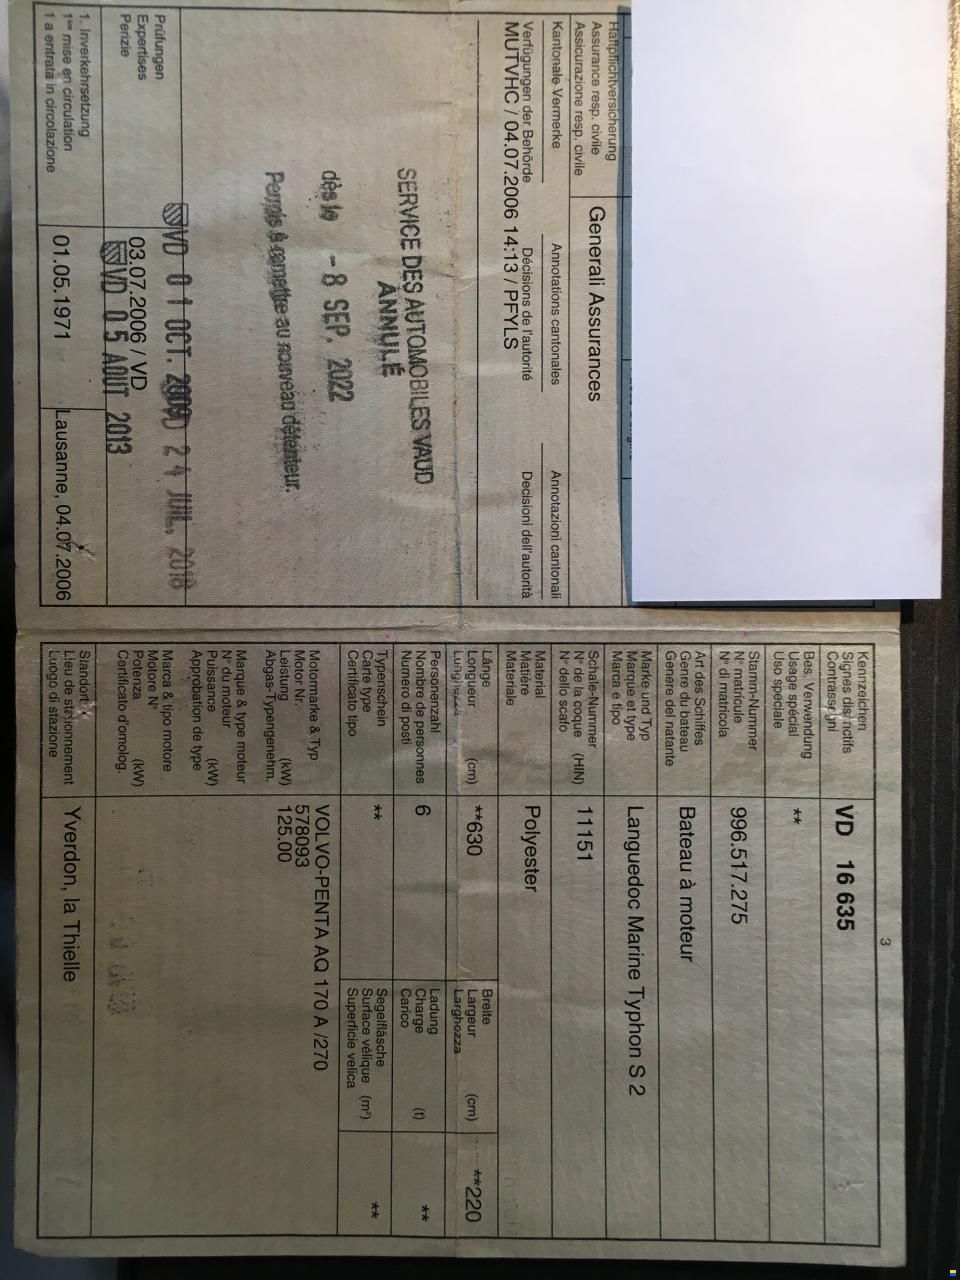 Haftpflichtversicherung
Assurance resp. civile
Assicurazione resp. civile
Generali Assurances
Kantonale Vermerke Annotations cantonales Annotazioni cantonali
Verfügungen der Behörde Décisions de l'autorité Decisioni dell'autorità
MUTVHC / 04.07.2006 14:13 / PFYLS
SERVICE DES AUTOMOBILES VAUD
ANNULÉ
dès le - 8 SEP. 2022
Permis à remettre au nouveau détenteur.
VD 0 1 OCT. 2009 D 2 4 JUIL. 2018
Prüfungen
Expertises
Perizie
03.07.2006 / VD
VD 0 5 AOUT 2013
1. Inverkehrsetzung
1ère mise en circulation
1 a entrata in circolazione
01.05.1971
Lausanne, 04.07.2006
3
Kennzeichen
Signes distinctifs
Contrassegni
VD 16 635
Bes. Verwendung
Usage spécial
Uso speciale
**
Stamm-Nummer
N° matricule
N° di matricola
996.517.275
Art des Schiffes
Genre du bateau
Genere del natante
Bateau à moteur
Marke und Typ
Marque et type
Marca e tipo
Languedoc Marine Typhon S 2
Schale-Nummer
N° de la coque (HIN)
N° dello scafo
11151
Material
Matière
Materiale
Polyester
Länge
Longueur (cm)
Lunghezza
**630
Breite
Largeur (cm)
Larghezza
**220
Personenzahl
Nombre de personnes
Numero di posti
6
Ladung
Charge (t)
Carico
**
Typenschein
Carte type
Certificato tipo
**
Segelfläsche
Surface vélique (m²)
Superficie velica
**
Motormarke & Typ
Motor Nr.
Leistung (kW)
Abgas-Typengenehm.
Marque & type moteur
N° du moteur
Puissance (kW)
Approbation de type
Marca & tipo motore
Motore N°
Potenza (kW)
Certificato d'omolog.
VOLVO-PENTA AQ 170 A /270
578093
125.00
Standort
Lieu de stationnement
Luogo di stazione
Yverdon, la Thielle